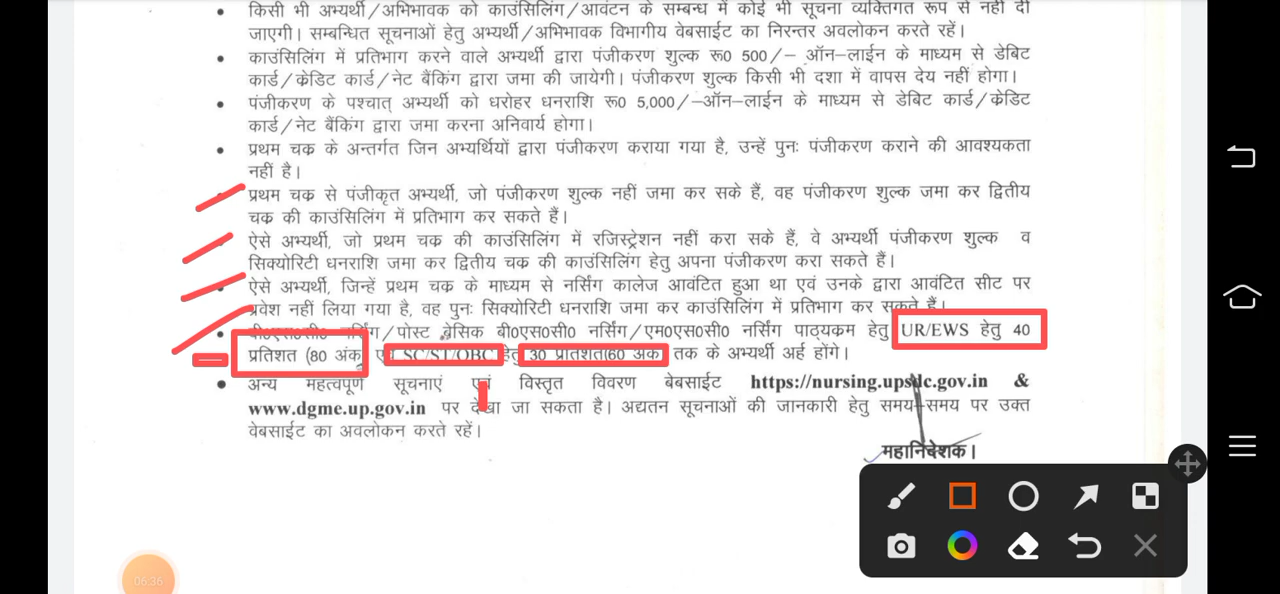 किसी भी अभ्यर्थी/अभिभावक को काउंसिलिंग/आवंटन के सम्बन्ध में कोई भी सूचना व्यक्तिगत रूप से नहीं दी
जाएगी। सम्बन्धित सूचनाओं हेतु अभ्यर्थी/अभिभावक विभागीय वेबसाईट का निरन्तर अवलोकन करते रहें।
काउंसिलिंग में प्रतिभाग करने वाले अभ्यर्थी द्वारा पंजीकरण शुल्क रू0 500/- ऑन-लाईन के माध्यम से डेबिट
कार्ड/क्रेडिट कार्ड/नेट बैंकिंग द्वारा जमा की जायेगी। पंजीकरण शुल्क किसी भी दशा में वापस देय नहीं होगा।
पंजीकरण के पश्चात् अभ्यर्थी को धरोहर धनराशि रू0 5,000/-ऑन-लाईन के माध्यम से डेबिट कार्ड/क्रेडिट
कार्ड/नेट बैंकिंग द्वारा जमा करना अनिवार्य होगा।
प्रथम चक्र के अन्तर्गत जिन अभ्यर्थियों द्वारा पंजीकरण कराया गया है, उन्हें पुनः पंजीकरण कराने की आवश्यकता
नहीं है।
प्रथम चक्र से पंजीकृत अभ्यर्थी, जो पंजीकरण शुल्क नहीं जमा कर सके हैं, वह पंजीकरण शुल्क जमा कर द्वितीय
चक्र की काउंसिलिंग में प्रतिभाग कर सकते हैं।
ऐसे अभ्यर्थी, जो प्रथम चक्र की काउंसिलिंग में रजिस्ट्रेशन नहीं करा सके हैं, वे अभ्यर्थी पंजीकरण शुल्क व
सिक्योरिटी धनराशि जमा कर द्वितीय चक्र की काउंसिलिंग हेतु अपना पंजीकरण करा सकते हैं।
ऐसे अभ्यर्थी, जिन्हें प्रथम चक्र के माध्यम से नर्सिंग कालेज आवंटित हुआ था एवं उनके द्वारा आवंटित सीट पर
प्रवेश नहीं लिया गया है, वह पुनः सिक्योरिटी धनराशि जमा कर काउंसिलिंग में प्रतिभाग कर सकते हैं।
बी0एस0सी0 नर्सिंग/पोस्ट बेसिक बी0एस0सी0 नर्सिंग/एम0एस0सी0 नर्सिंग पाठ्यक्रम हेतु UR/EWS हेतु 40
प्रतिशत (80 अंक) एवं SC/ST/OBC हेतु 30 प्रतिशत(60 अंक) तक के अभ्यर्थी अर्ह होंगे।
अन्य महत्वपूर्ण सूचनाएं एवं विस्तृत विवरण बेबसाईट https://nursing.upsdc.gov.in &
www.dgme.up.gov.in पर देखा जा सकता है। अद्यतन सूचनाओं की जानकारी हेतु समय-समय पर उक्त
वेबसाईट का अवलोकन करते रहें।
महानिदेशक।
06:36